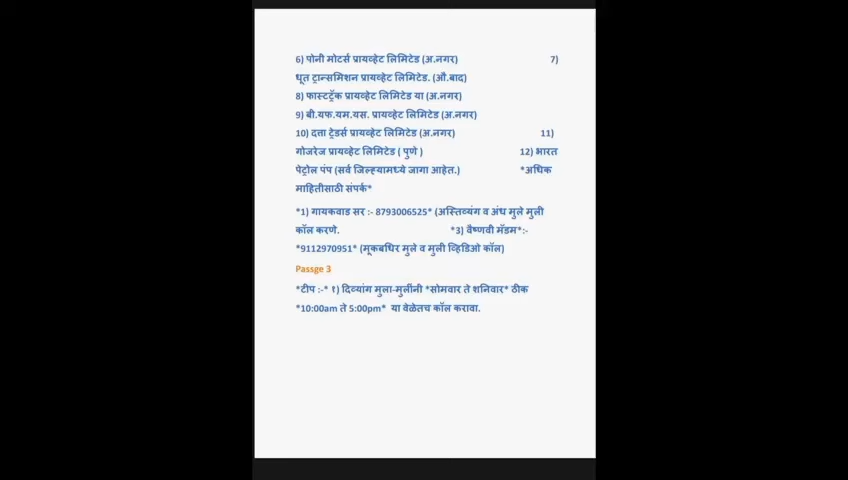 6) पोनी मोटर्स प्रायव्हेट लिमिटेड (अ.नगर) 7)
धूत ट्रान्समिशन प्रायव्हेट लिमिटेड. (औ.बाद)
8) फास्टट्रॅक प्रायव्हेट लिमिटेड या (अ.नगर)
9) बी.यफ.यम.यस. प्रायव्हेट लिमिटेड (अ.नगर)
10) दत्ता ट्रेडर्स प्रायव्हेट लिमिटेड (अ.नगर) 11)
गोजरेज प्रायव्हेट लिमिटेड ( पुणे ) 12) भारत
पेट्रोल पंप (सर्व जिल्ह्यामध्ये जागा आहेत.) *अधिक
माहितीसाठी संपर्क*
*1) गायकवाड सर :- 8793006525* (अस्तिव्यंग व अंध मुले मुली
कॉल करणे. *3) वैष्णवी मॅडम*:-
*9112970951* (मूकबधिर मुले व मुली व्हिडिओ कॉल)
Passge 3
*टीप :-* १) दिव्यांग मुला-मुलींनी *सोमवार ते शनिवार* ठीक
*10:00am ते 5:00pm* या वेळेतच कॉल करावा.